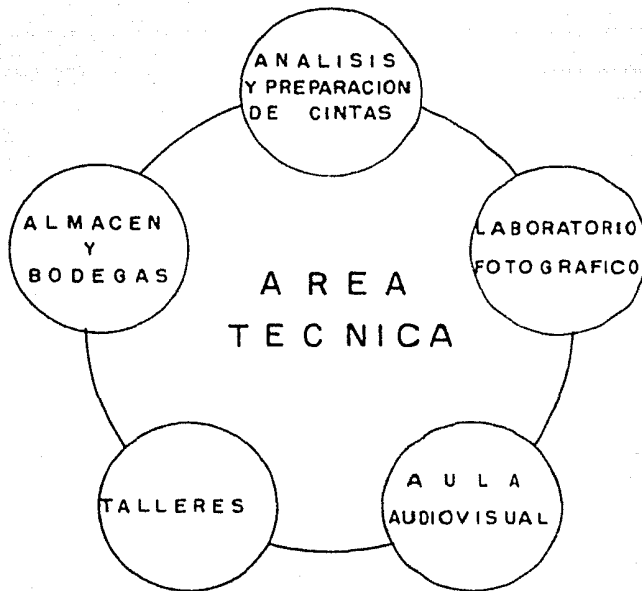 ANALISIS
Y PREPARACION
DE CINTAS
ALMACEN
Y
BODEGAS
LABORATORIO
FOTOGRAFICO
AREA
TECNICA
TALLERES
AULA
AUDIOVISUAL